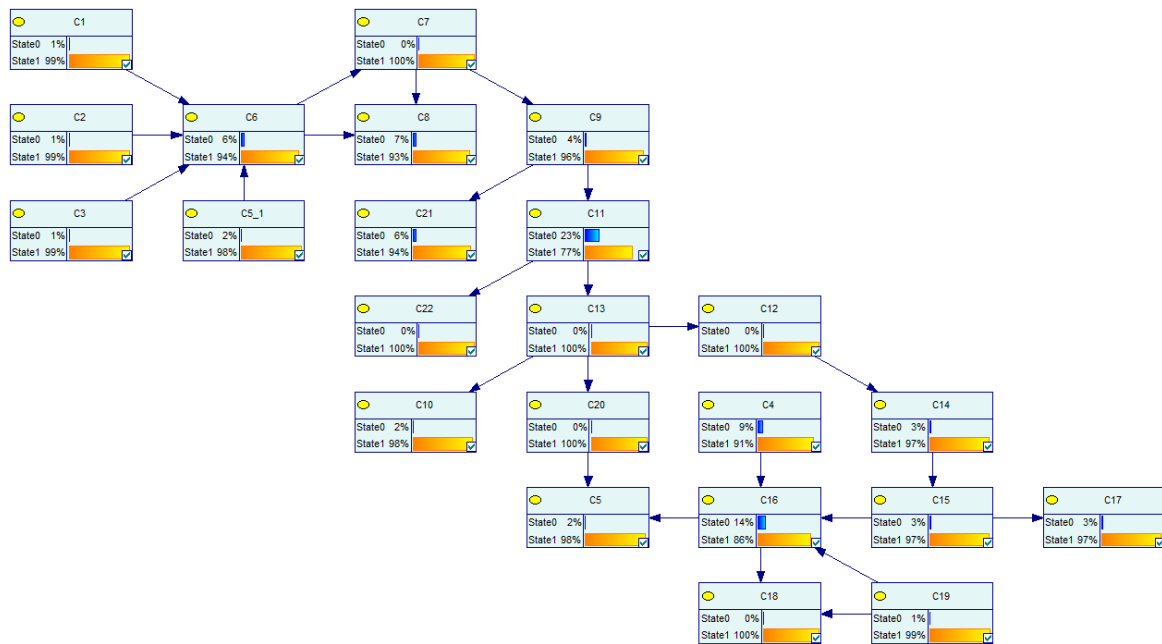 C1
State0 1%
State1 99%
C7
State0 0%
State1 100%
C2
State0 1%
State1 99%
C6
State0 6%
State1 94%
C8
State0 7%
State1 93%
C9
State0 4%
State1 96%
C3
State0 1%
State1 99%
C5_1
State0 2%
State1 98%
C21
State0 6%
State1 94%
C11
State0 23%
State1 77%
C22
State0 0%
State1 100%
C13
State0 0%
State1 100%
C12
State0 0%
State1 100%
C10
State0 2%
State1 98%
C20
State0 0%
State1 100%
C4
State0 9%
State1 91%
C14
State0 3%
State1 97%
C5
State0 2%
State1 98%
C16
State0 14%
State1 86%
C15
State0 3%
State1 97%
C17
State0 3%
State1 97%
C18
State0 0%
State1 100%
C19
State0 1%
State1 99%